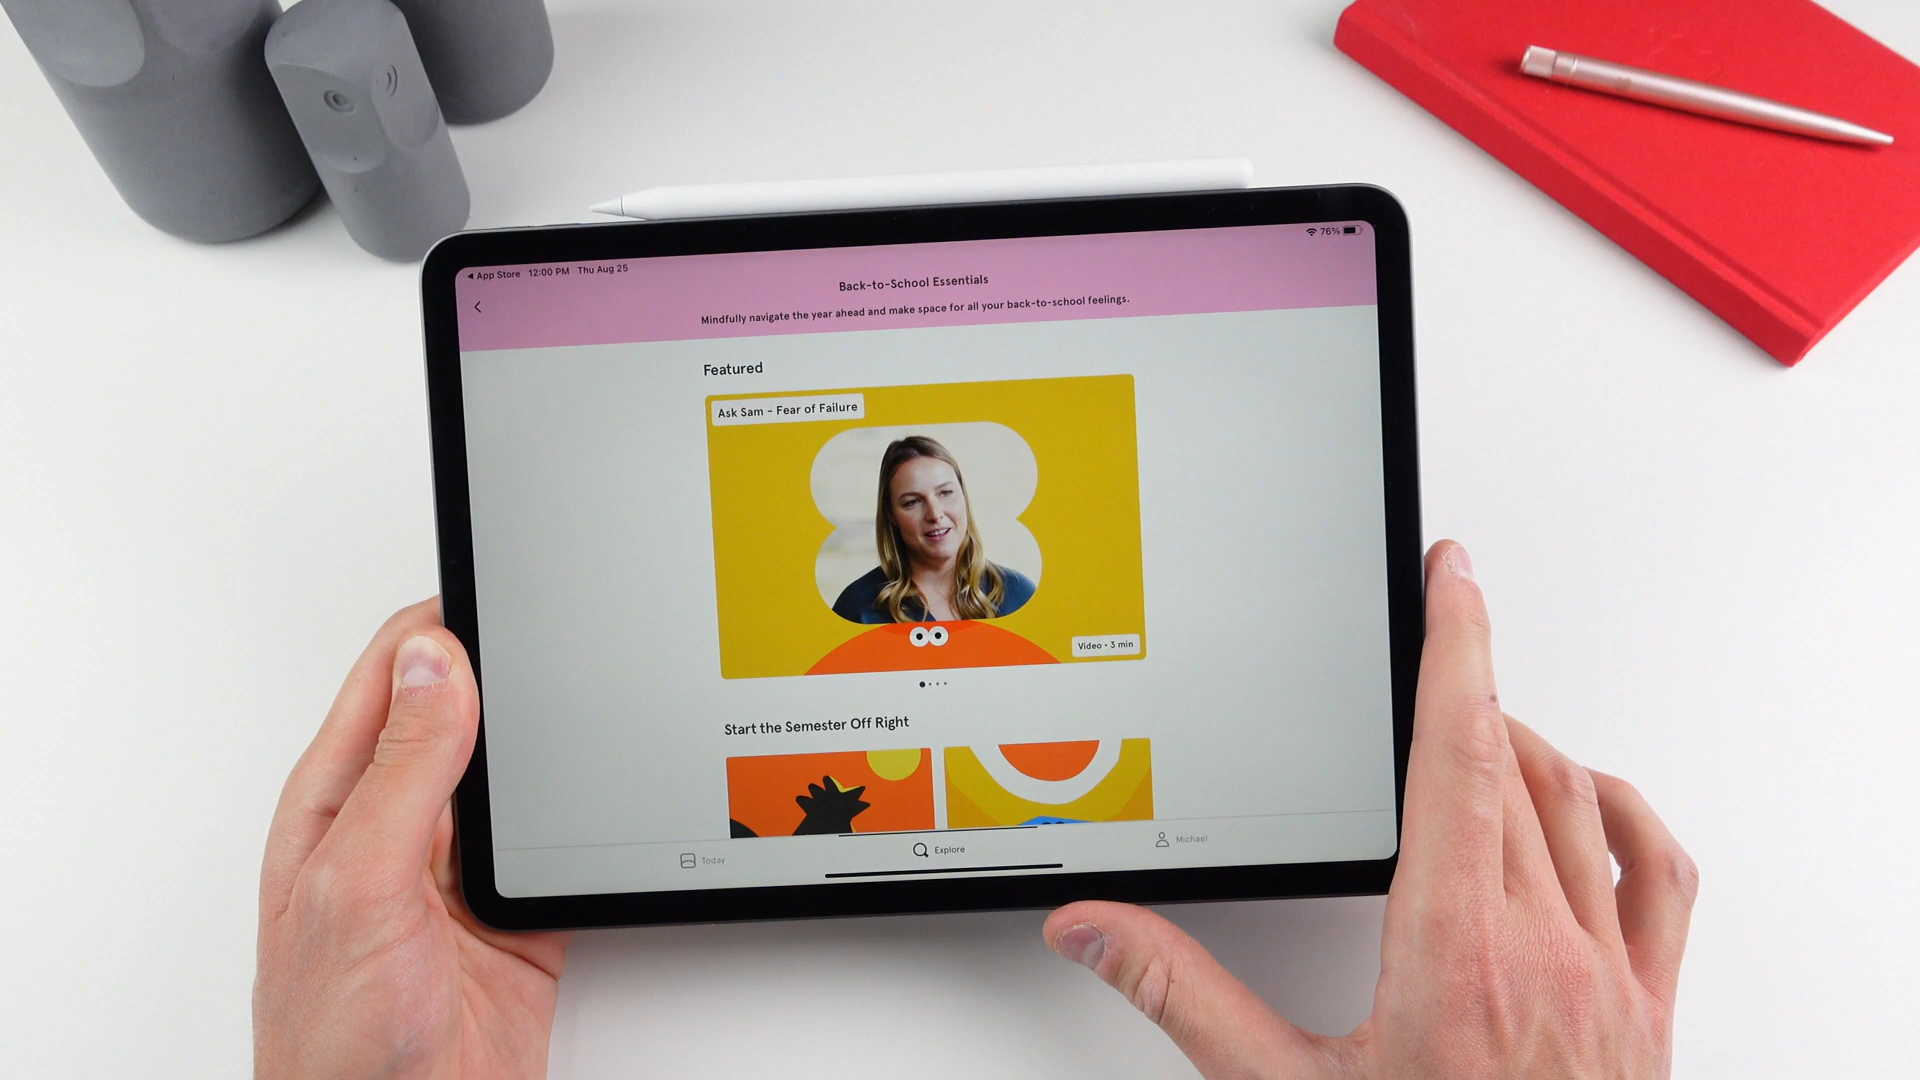 ◀ App Store 12:00 PM Thu Aug 25
76%
Back-to-School Essentials
Mindfully navigate the year ahead and make space for all your back-to-school feelings.
Featured
Ask Sam - Fear of Failure
Video • 3 min
Start the Semester Off Right
Today
Explore
Michael